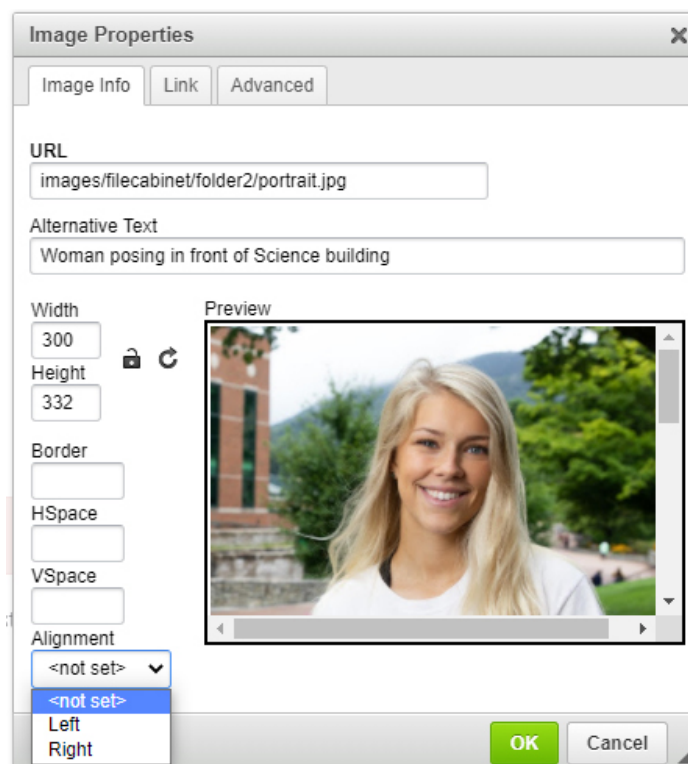 Image Properties
Image Info
Link
Advanced
URL
images/filecabinet/folder2/portrait.jpg
Alternative Text
Woman posing in front of Science building
Width
300
Height
332
Preview
Border
HSpace
VSpace
Alignment
<not set>
<not set>
Left
Right
OK
Cancel